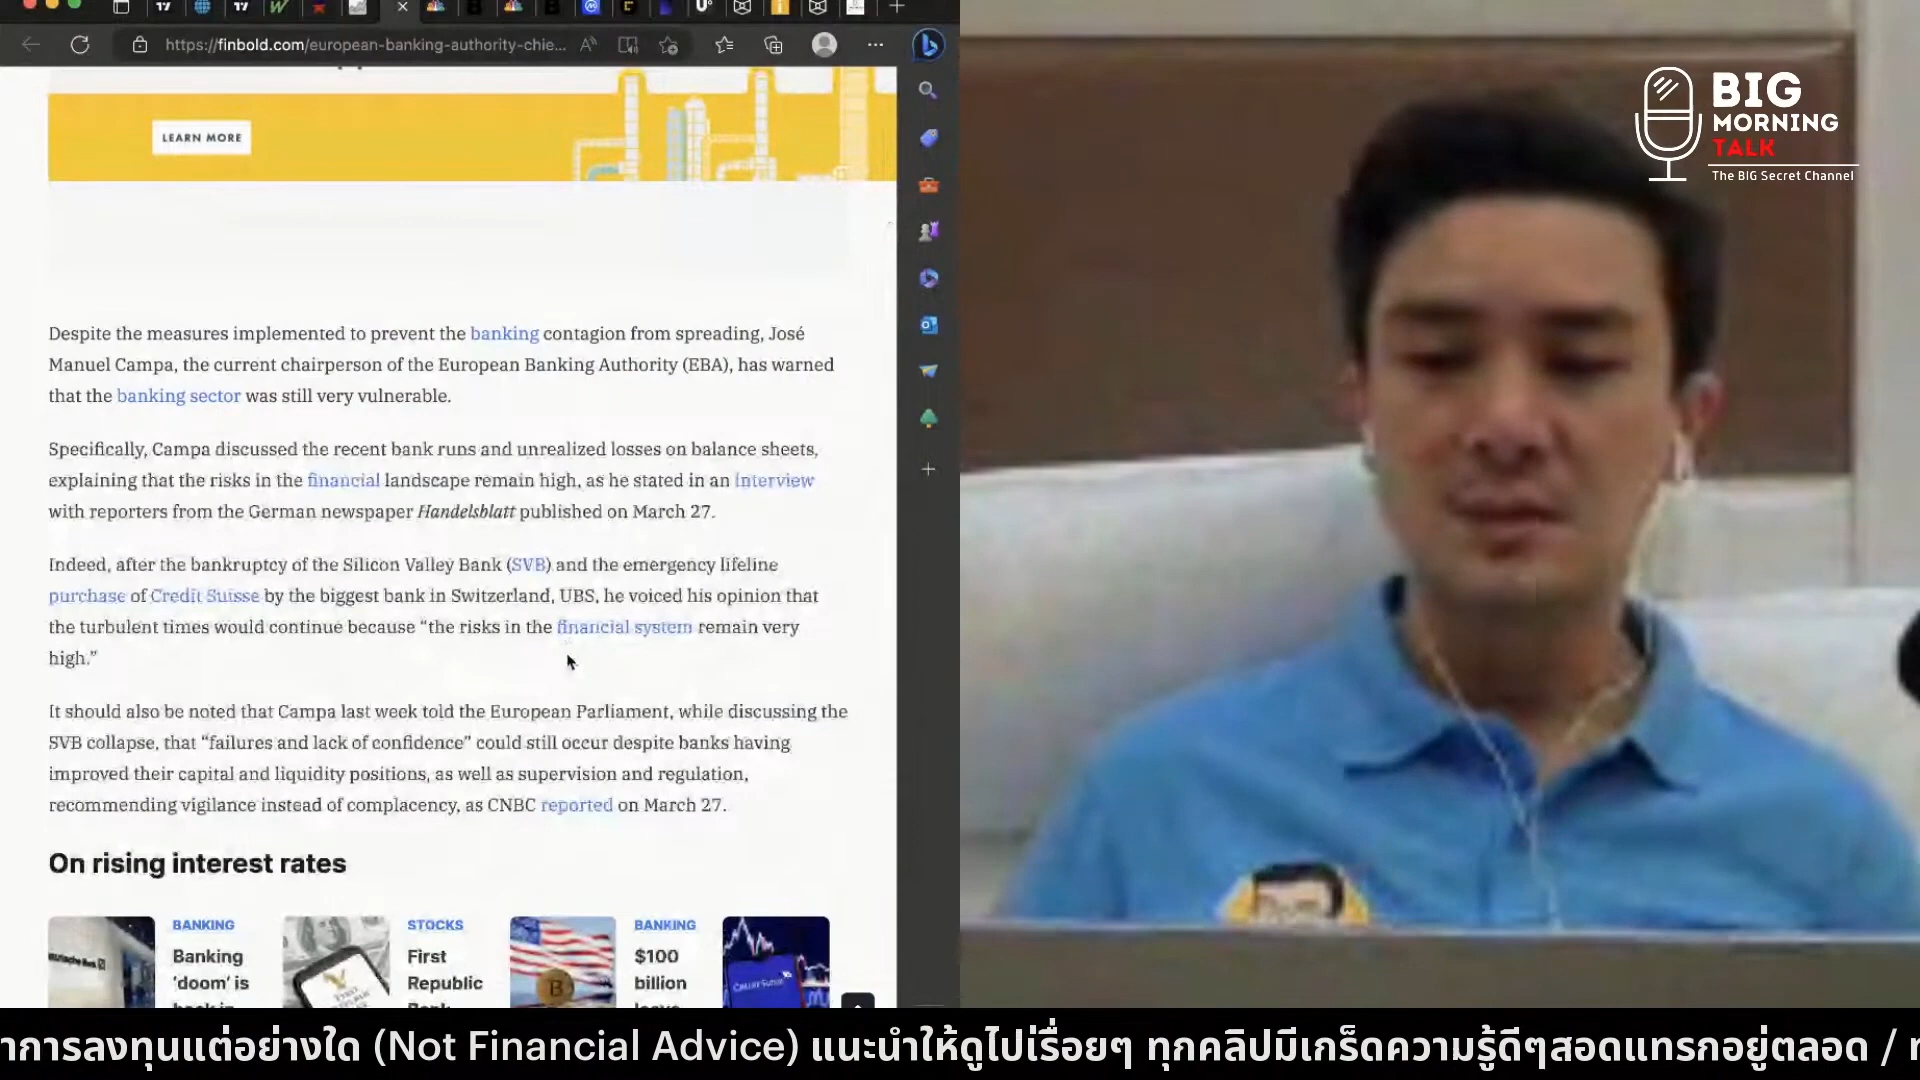 https://finbold.com/european-banking-authority-chie...
LEARN MORE
Despite the measures implemented to prevent the banking contagion from spreading, José
Manuel Campa, the current chairperson of the European Banking Authority (EBA), has warned
that the banking sector was still very vulnerable.
Specifically, Campa discussed the recent bank runs and unrealized losses on balance sheets,
explaining that the risks in the financial landscape remain high, as he stated in an interview
with reporters from the German newspaper Handelsblatt published on March 27.
Indeed, after the bankruptcy of the Silicon Valley Bank (SVB) and the emergency lifeline
purchase of Credit Suisse by the biggest bank in Switzerland, UBS, he voiced his opinion that
the turbulent times would continue because “the risks in the financial system remain very
high.”
It should also be noted that Campa last week told the European Parliament, while discussing the
SVB collapse, that “failures and lack of confidence” could still occur despite banks having
improved their capital and liquidity positions, as well as supervision and regulation,
recommending vigilance instead of complacency, as CNBC reported on March 27.
On rising interest rates
BANKING
Banking
‘doom’ is
STOCKS
First
Republic
BANKING
$100
billion
BIG
MORNING
TALK
The BIG Secret Channel
าการลงทุนแต่อย่างใด (Not Financial Advice) แนะนำให้ดูไปเรื่อยๆ ทุกคลิปมีเกร็ดความรู้ดีๆสอดแทรกอยู่ตลอด /